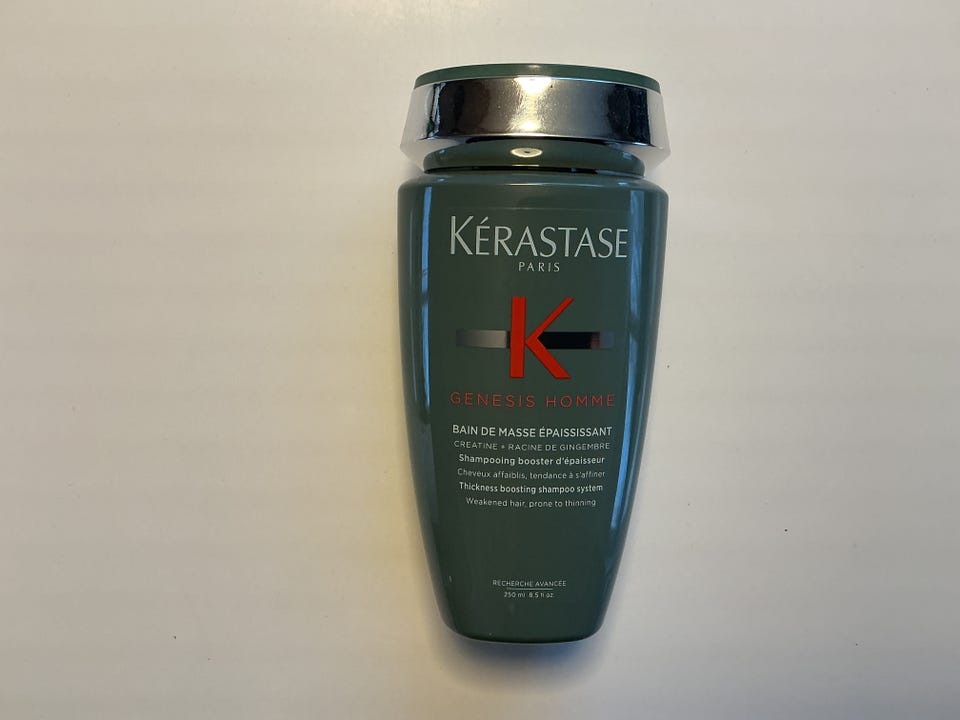 KÉRASTASE
PARIS
K
GENESIS HOMME
BAIN DE MASSE ÉPAISSISSANT
CREATINE + RACINE DE GINGEMBRE
Shampooing booster d'épaisseur
Cheveux affaiblis, tendance à s'affiner
Thickness boosting shampoo system
Weakened hair, prone to thinning
RECHERCHE AVANCÉE
250 ml 8.5 fl oz.